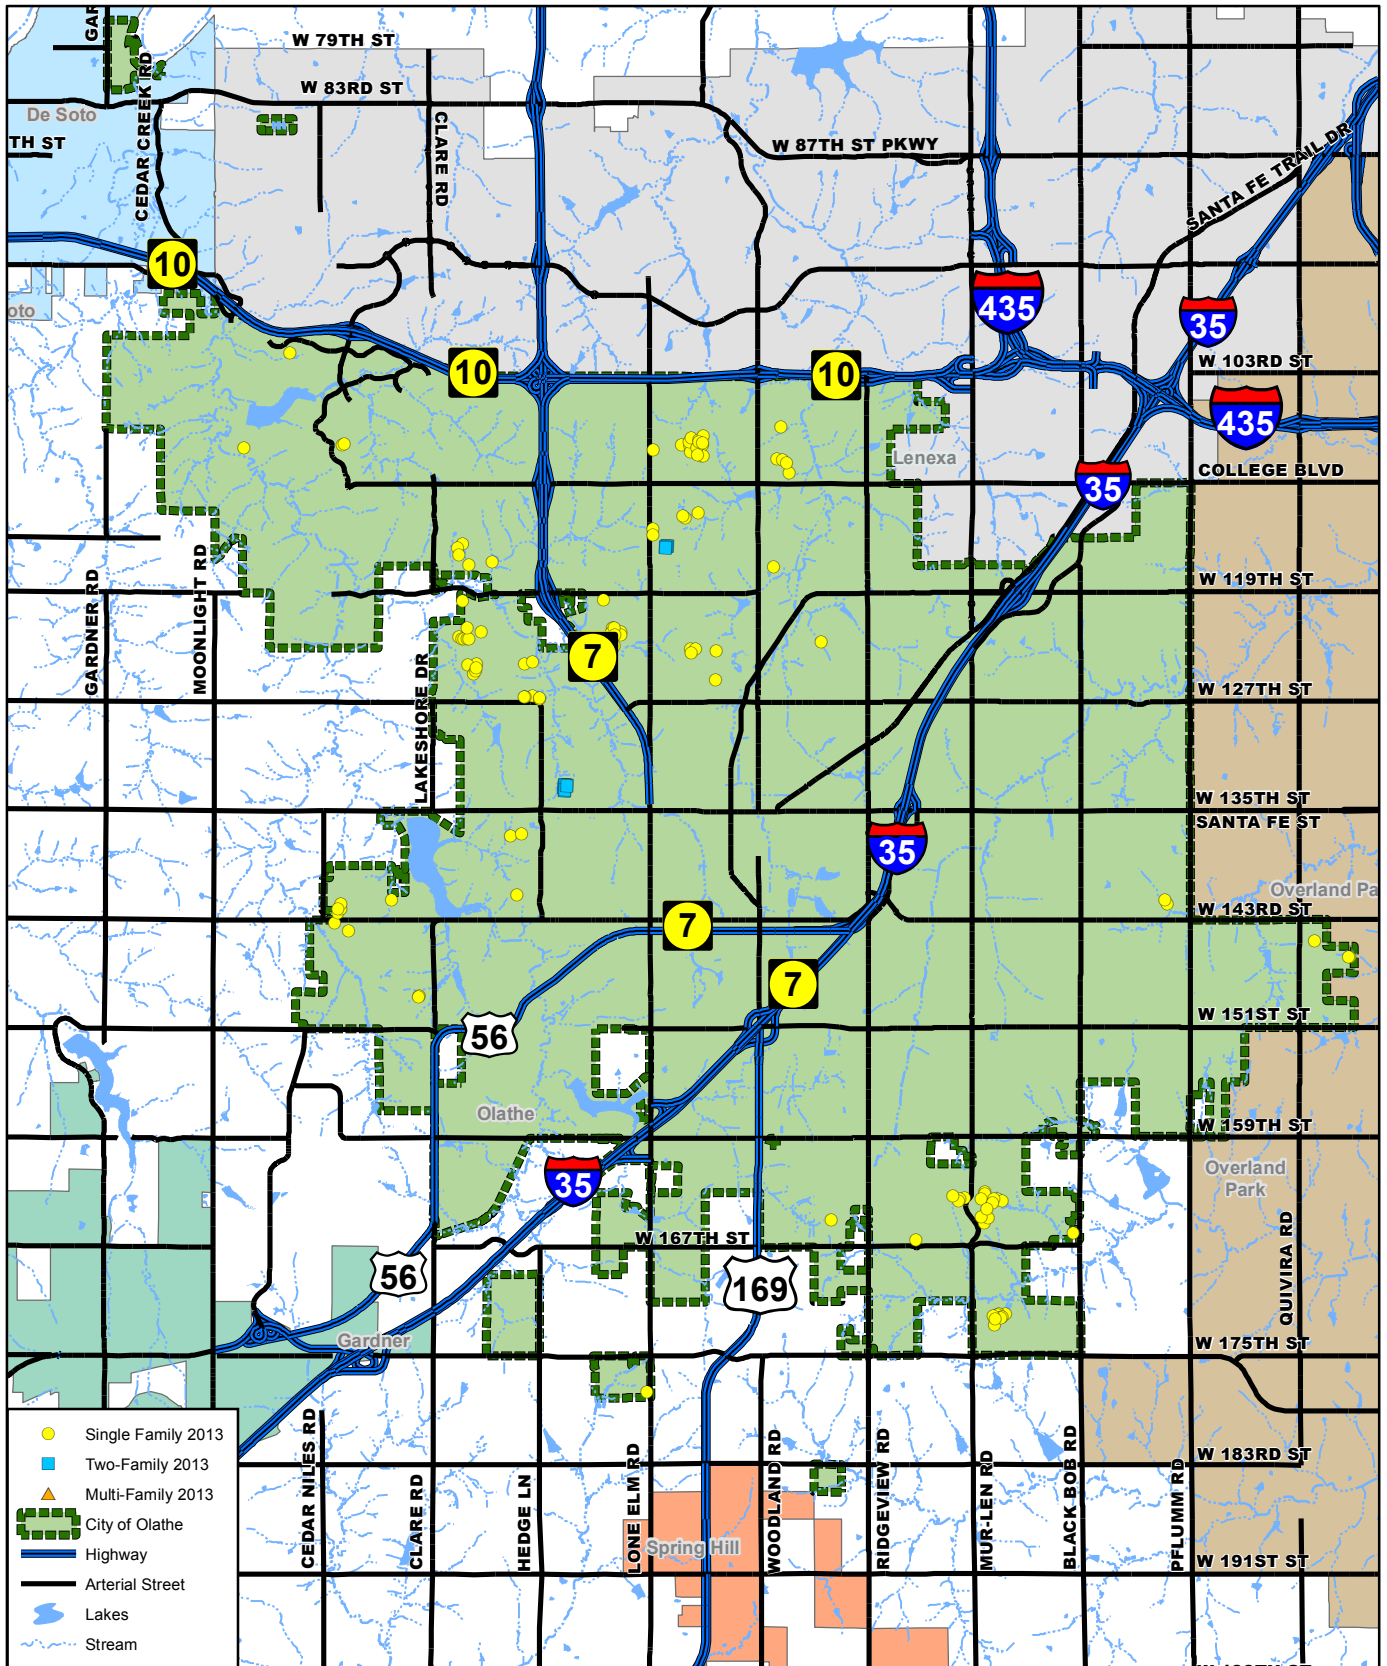 GAR
W 79TH ST
CEDAR CREEK RD
W 83RD ST
De Soto
TH ST
CLARE RD
W 87TH ST PKWY
SANTA FE TRAIL DR
10
435
35
oto
W 103RD ST
10
10
435
Lenexa
COLLEGE BLVD
35
MOONLIGHT RD
GARDNER RD
W 119TH ST
7
LAKESHORE DR
W 127TH ST
W 135TH ST
SANTA FE ST
35
Overland Pa
W 143RD ST
7
7
56
W 151ST ST
Olathe
W 159TH ST
35
Overland
Park
W 167TH ST
QUIVIRA RD
56
169
Gardner
W 175TH ST
Single Family 2013
Two-Family 2013
Multi-Family 2013
City of Olathe
Highway
Arterial Street
Lakes
Stream
CEDAR NILES RD
CLARE RD
HEDGE LN
LONE ELM RD
WOODLAND RD
RIDGEVIEW RD
MUR-LEN RD
BLACK BOB RD
PFLUMM RD
W 183RD ST
Spring Hill
W 191ST ST